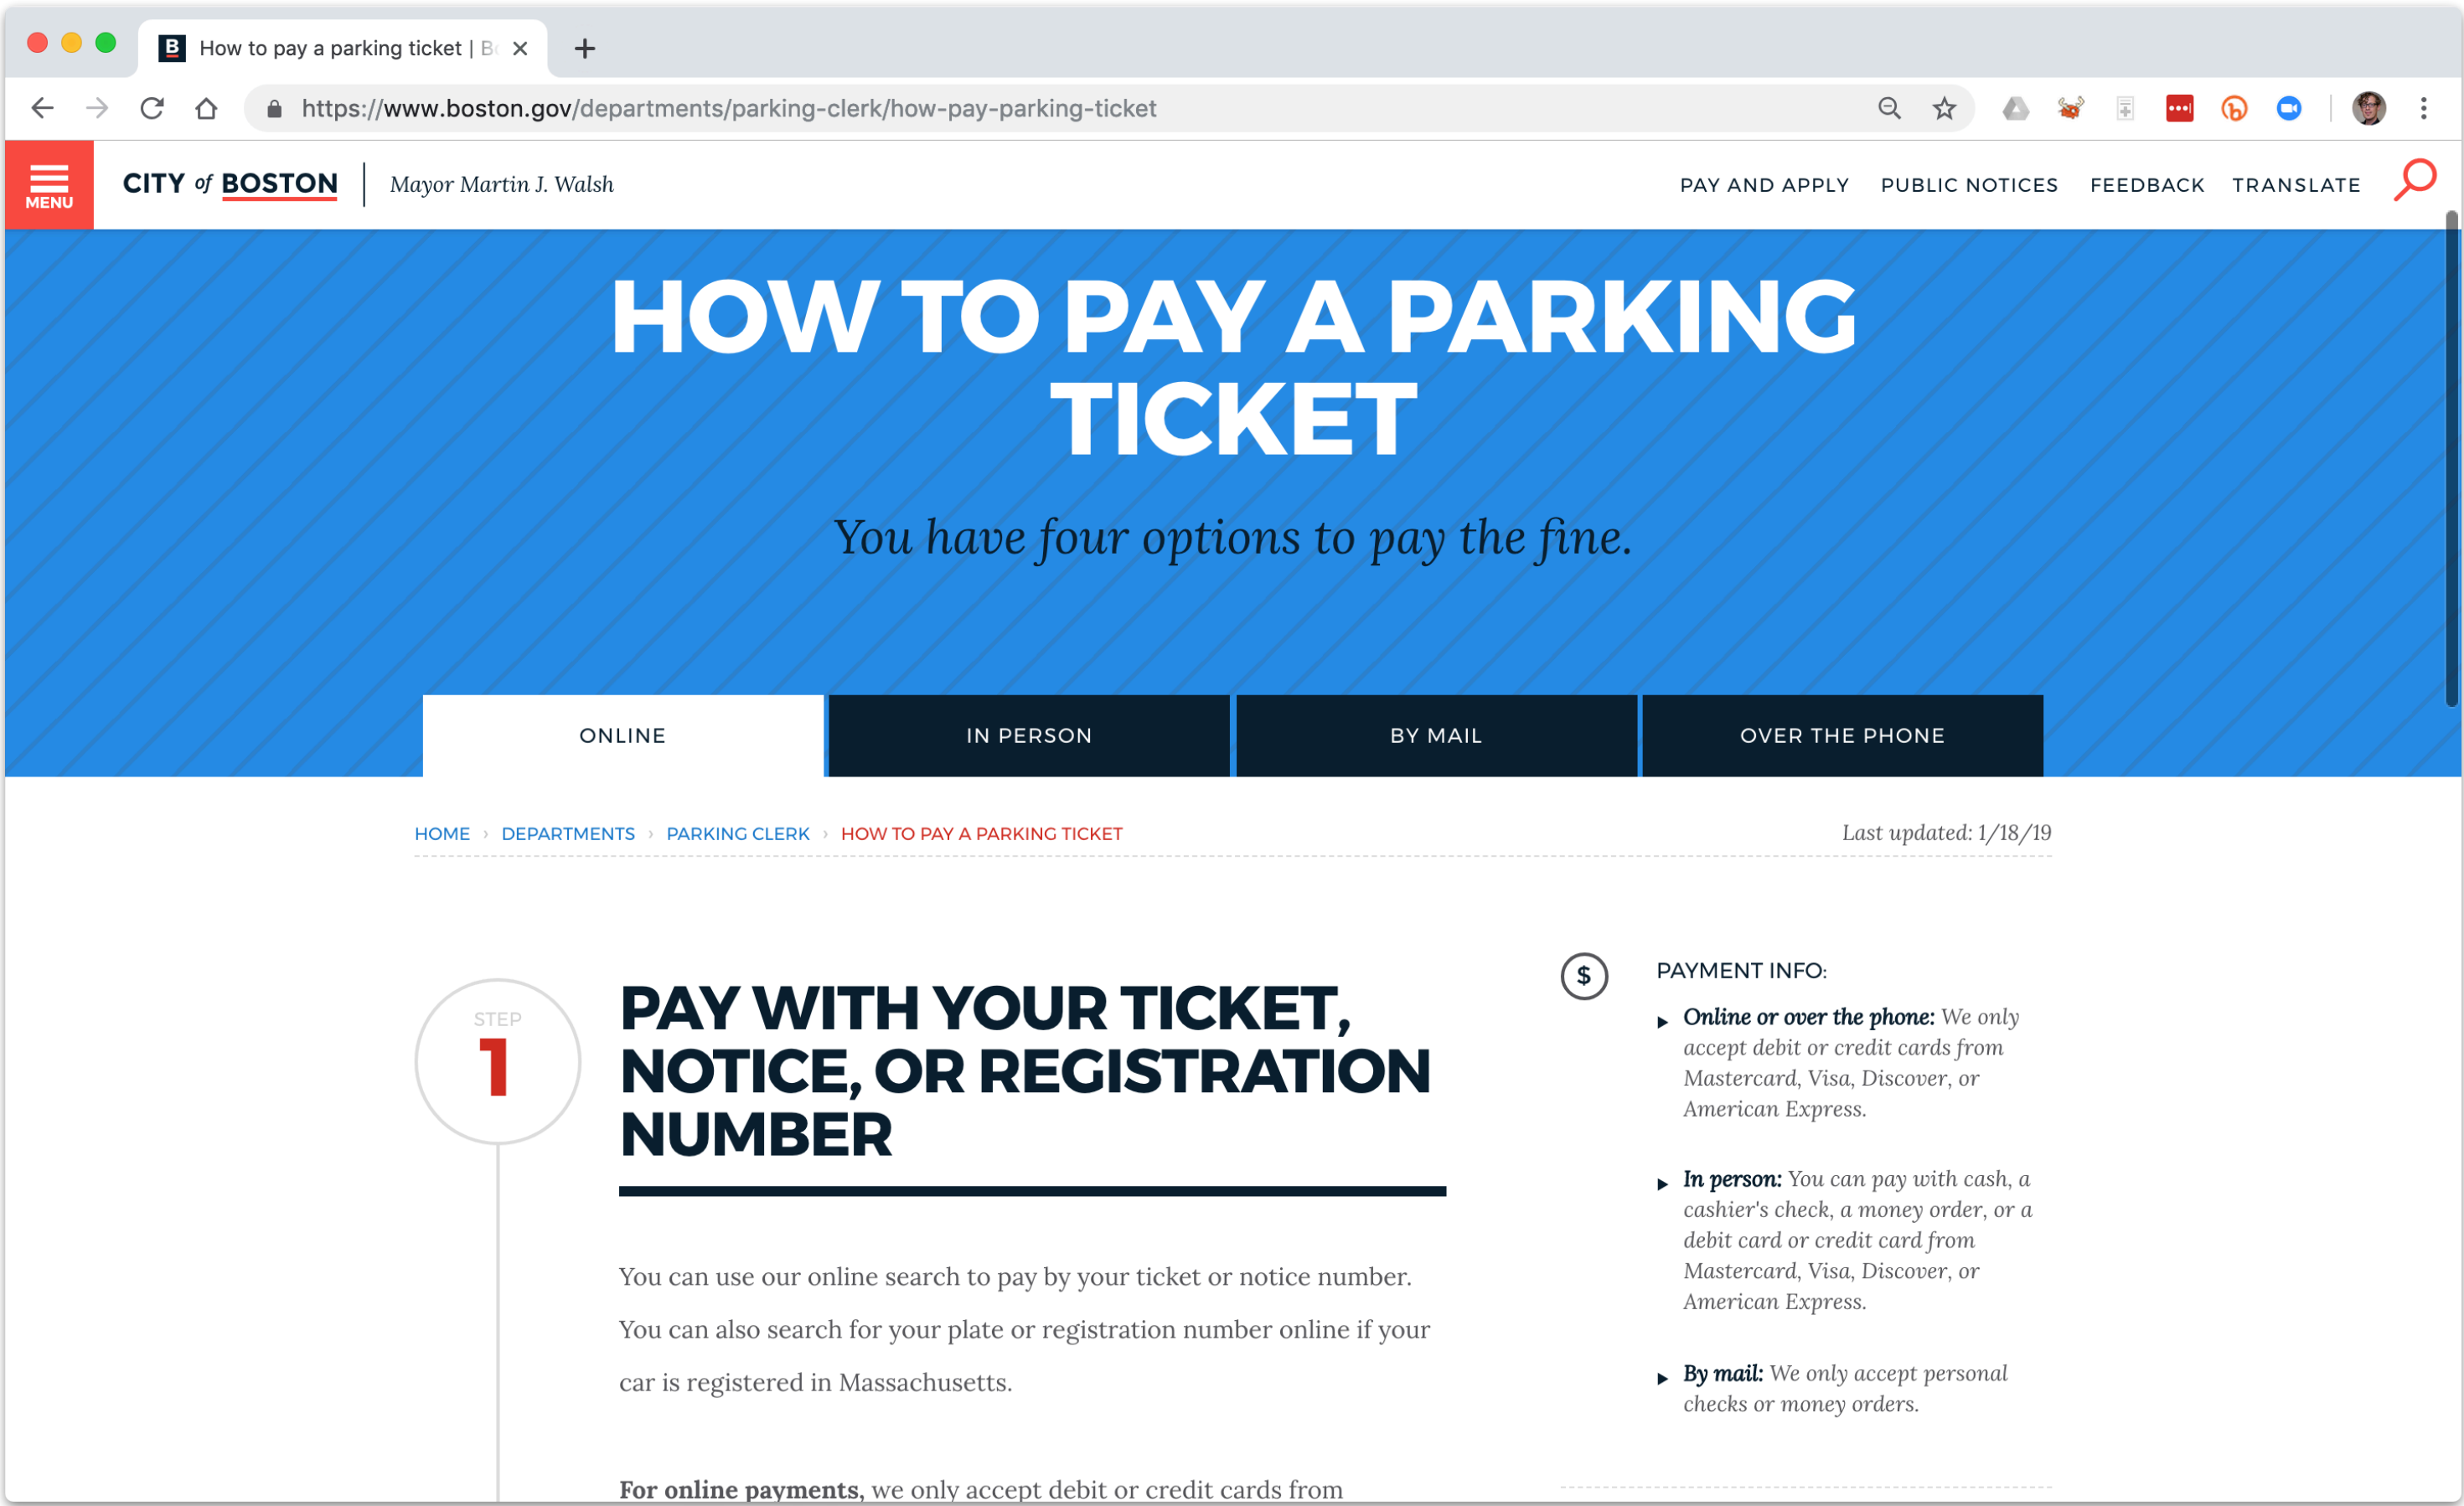 How to pay a parking ticket | B
https://www.boston.gov/departments/parking-clerk/how-pay-parking-ticket
MENU
CITY of BOSTON
Mayor Martin J. Walsh
PAY AND APPLY
PUBLIC NOTICES
FEEDBACK
TRANSLATE
HOW TO PAY A PARKING
TICKET
You have four options to pay the fine.
ONLINE
IN PERSON
BY MAIL
OVER THE PHONE
HOME › DEPARTMENTS › PARKING CLERK › HOW TO PAY A PARKING TICKET
Last updated: 1/18/19
STEP
1
PAY WITH YOUR TICKET,
NOTICE, OR REGISTRATION
NUMBER
You can use our online search to pay by your ticket or notice number.
You can also search for your plate or registration number online if your
car is registered in Massachusetts.
For online payments, we only accept debit or credit cards from
$
PAYMENT INFO:
Online or over the phone: We only
accept debit or credit cards from
Mastercard, Visa, Discover, or
American Express.
In person: You can pay with cash, a
cashier's check, a money order, or a
debit card or credit card from
Mastercard, Visa, Discover, or
American Express.
By mail: We only accept personal
checks or money orders.